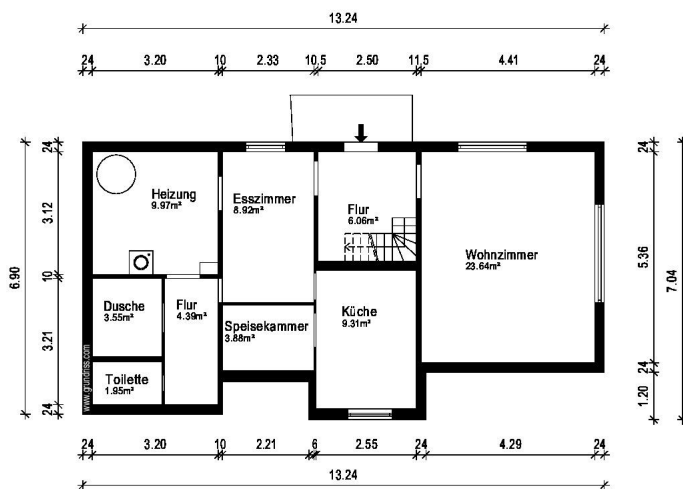 13.24
24 3.20 10 2.33 10,5 2.50 11,5 4.41 24
24
3.12
10
3.21
24
6.90
Heizung
9.97m²
Esszimmer
8.92m²
Flur
6.06m²
Wohnzimmer
23.64m²
Dusche
3.55m²
Flur
4.39m²
Speisekammer
3.88m²
Küche
9.31m²
Toilette
1.95m²
www.grundriss.com
24
5.36
24
1.20
7.04
24 3.20 10 2.21 6 2.55 24 4.29 24
13.24